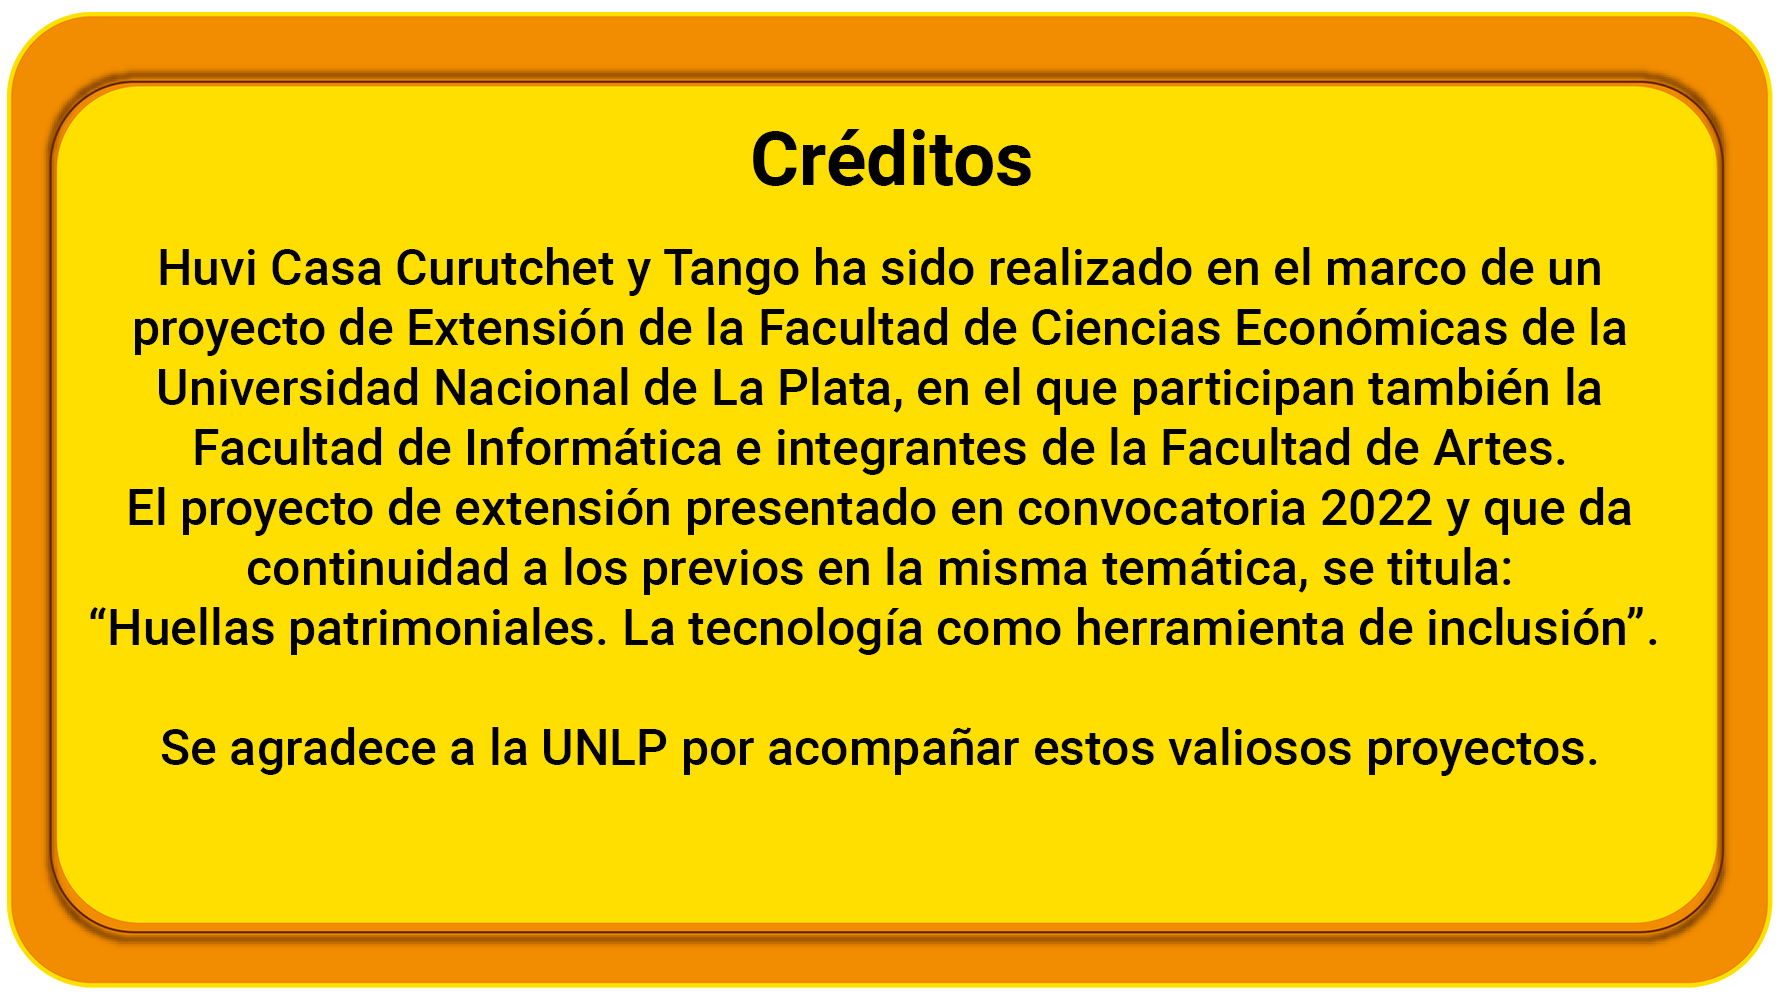 Créditos
Huvi Casa Curutchet y Tango ha sido realizado en el marco de un
proyecto de Extensión de la Facultad de Ciencias Económicas de la
Universidad Nacional de La Plata, en el que participan también la
Facultad de Informática e integrantes de la Facultad de Artes.
El proyecto de extensión presentado en convocatoria 2022 y que da
continuidad a los previos en la misma temática, se titula:
“Huellas patrimoniales. La tecnología como herramienta de inclusión”.
Se agradece a la UNLP por acompañar estos valiosos proyectos.